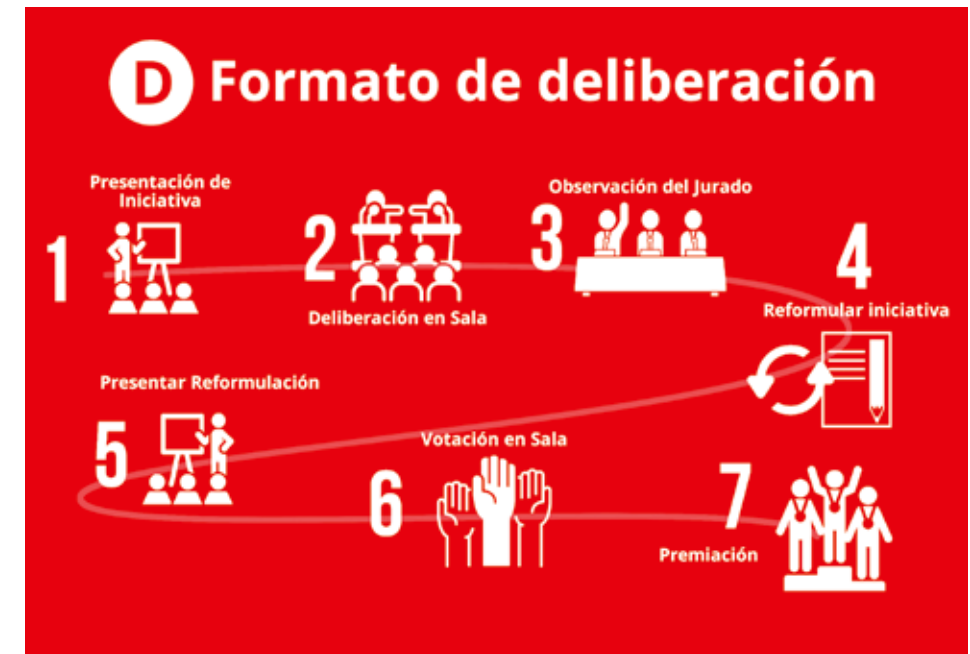 D Formato de deliberación
Presentación de
Iniciativa
1
2
Deliberación en Sala
Observación del Jurado
3
4
Reformular iniciativa
Presentar Reformulación
5
Votación en Sala
6
7
Premiación